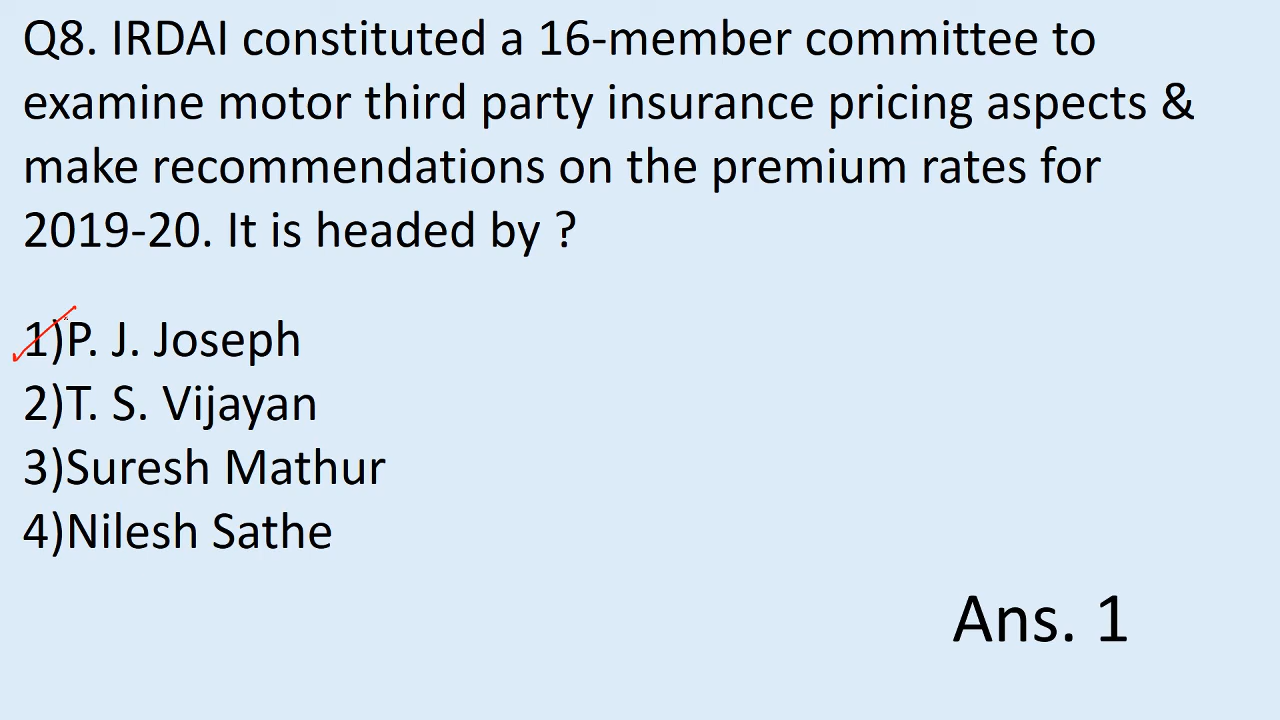 Q8. IRDAI constituted a 16-member committee to
examine motor third party insurance pricing aspects &
make recommendations on the premium rates for
2019-20. It is headed by ?
1)P. J. Joseph
2)T. S. Vijayan
3)Suresh Mathur
4)Nilesh Sathe
Ans. 1